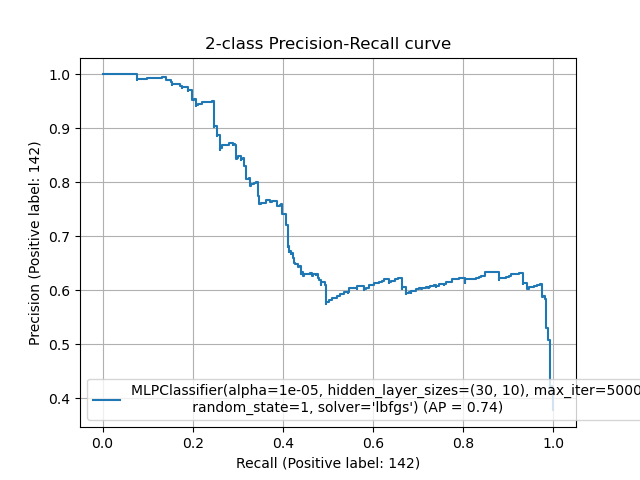 2-class Precision-Recall curve
1.0
0.9
0.8
0.7
0.6
0.5
0.4
Precision (Positive label: 142)
MLPClassifier(alpha=1e-05, hidden_layer_sizes=(30, 10), max_iter=5000
random_state=1, solver='lbfgs') (AP = 0.74)
0.0 0.2 0.4 0.6 0.8 1.0
Recall (Positive label: 142)